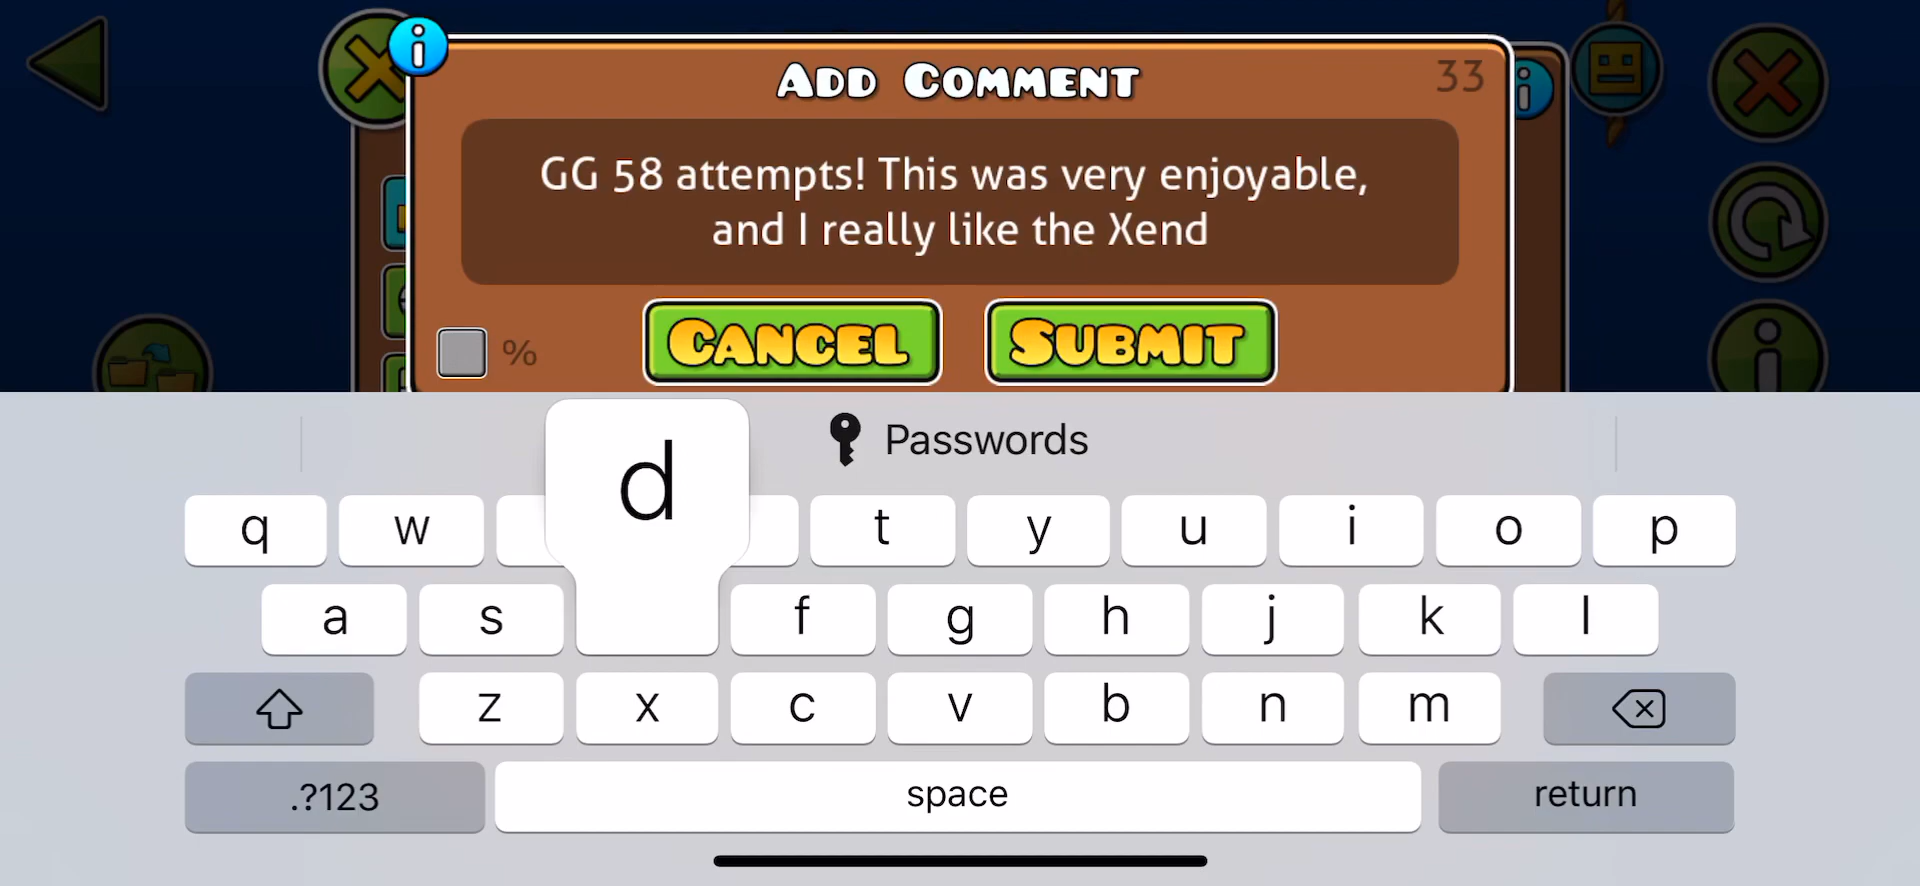 Add Comment
33
GG 58 attempts! This was very enjoyable,
and I really like the Xend
%
Cancel
Submit
Passwords
d
q w t y u i o p
a s f g h j k l
z x c v b n m
.?123 space return